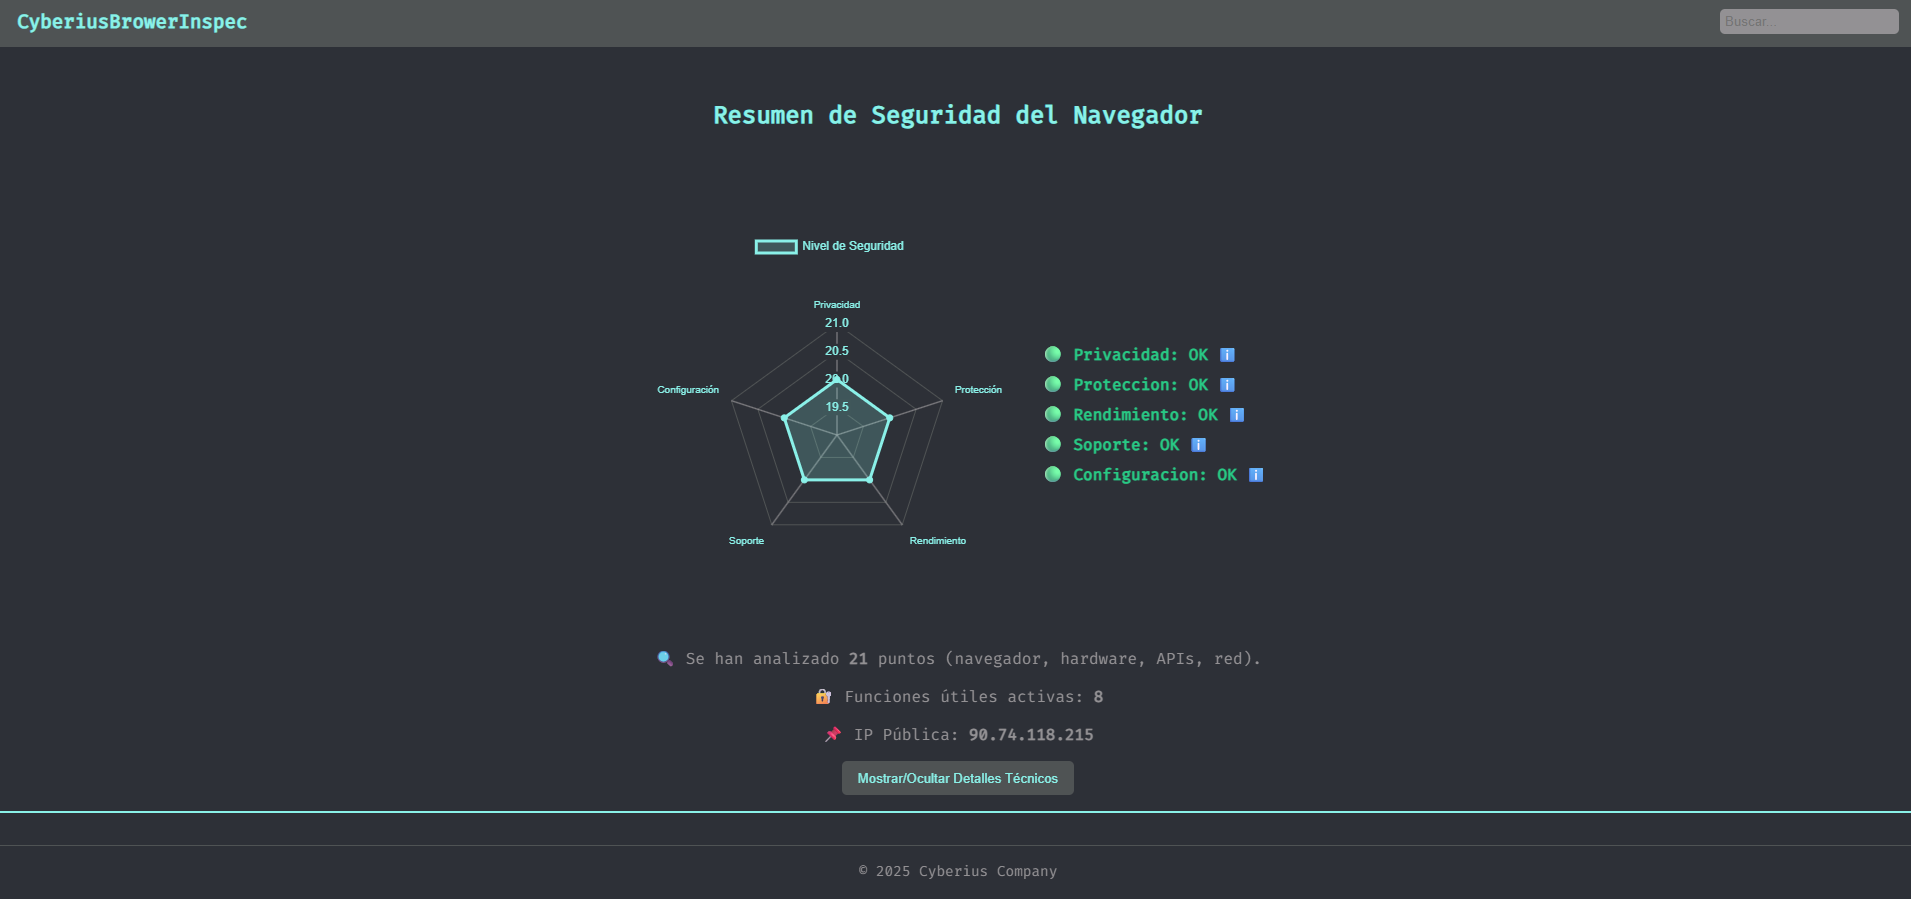 CyberiusBrowerInspec
Buscar...
Resumen de Seguridad del Navegador
Nivel de Seguridad
Privacidad
21.0
20.5
20.0
19.5
Configuración
Protección
Soporte
Rendimiento
Privacidad: OK i
Proteccion: OK i
Rendimiento: OK i
Soporte: OK i
Configuracion: OK i
Se han analizado 21 puntos (navegador, hardware, APIs, red).
Funciones útiles activas: 8
IP Pública: 90.74.118.215
Mostrar/Ocultar Detalles Técnicos
© 2025 Cyberius Company